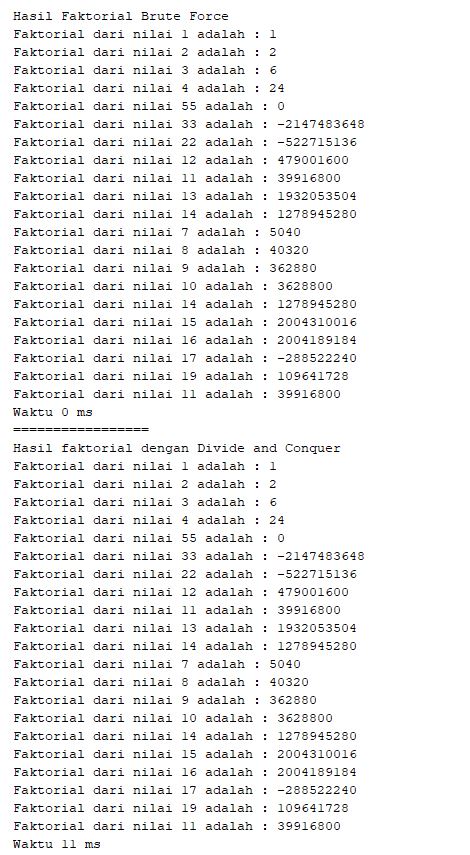 Hasil Faktorial Brute Force
Faktorial dari nilai 1 adalah : 1
Faktorial dari nilai 2 adalah : 2
Faktorial dari nilai 3 adalah : 6
Faktorial dari nilai 4 adalah : 24
Faktorial dari nilai 55 adalah : 0
Faktorial dari nilai 33 adalah : -2147483648
Faktorial dari nilai 22 adalah : -522715136
Faktorial dari nilai 12 adalah : 479001600
Faktorial dari nilai 11 adalah : 39916800
Faktorial dari nilai 13 adalah : 1932053504
Faktorial dari nilai 14 adalah : 1278945280
Faktorial dari nilai 7 adalah : 5040
Faktorial dari nilai 8 adalah : 40320
Faktorial dari nilai 9 adalah : 362880
Faktorial dari nilai 10 adalah : 3628800
Faktorial dari nilai 14 adalah : 1278945280
Faktorial dari nilai 15 adalah : 2004310016
Faktorial dari nilai 16 adalah : 2004189184
Faktorial dari nilai 17 adalah : -288522240
Faktorial dari nilai 19 adalah : 109641728
Faktorial dari nilai 11 adalah : 39916800
Waktu 0 ms
=================
Hasil faktorial dengan Divide and Conquer
Faktorial dari nilai 1 adalah : 1
Faktorial dari nilai 2 adalah : 2
Faktorial dari nilai 3 adalah : 6
Faktorial dari nilai 4 adalah : 24
Faktorial dari nilai 55 adalah : 0
Faktorial dari nilai 33 adalah : -2147483648
Faktorial dari nilai 22 adalah : -522715136
Faktorial dari nilai 12 adalah : 479001600
Faktorial dari nilai 11 adalah : 39916800
Faktorial dari nilai 13 adalah : 1932053504
Faktorial dari nilai 14 adalah : 1278945280
Faktorial dari nilai 7 adalah : 5040
Faktorial dari nilai 8 adalah : 40320
Faktorial dari nilai 9 adalah : 362880
Faktorial dari nilai 10 adalah : 3628800
Faktorial dari nilai 14 adalah : 1278945280
Faktorial dari nilai 15 adalah : 2004310016
Faktorial dari nilai 16 adalah : 2004189184
Faktorial dari nilai 17 adalah : -288522240
Faktorial dari nilai 19 adalah : 109641728
Faktorial dari nilai 11 adalah : 39916800
Waktu 11 ms